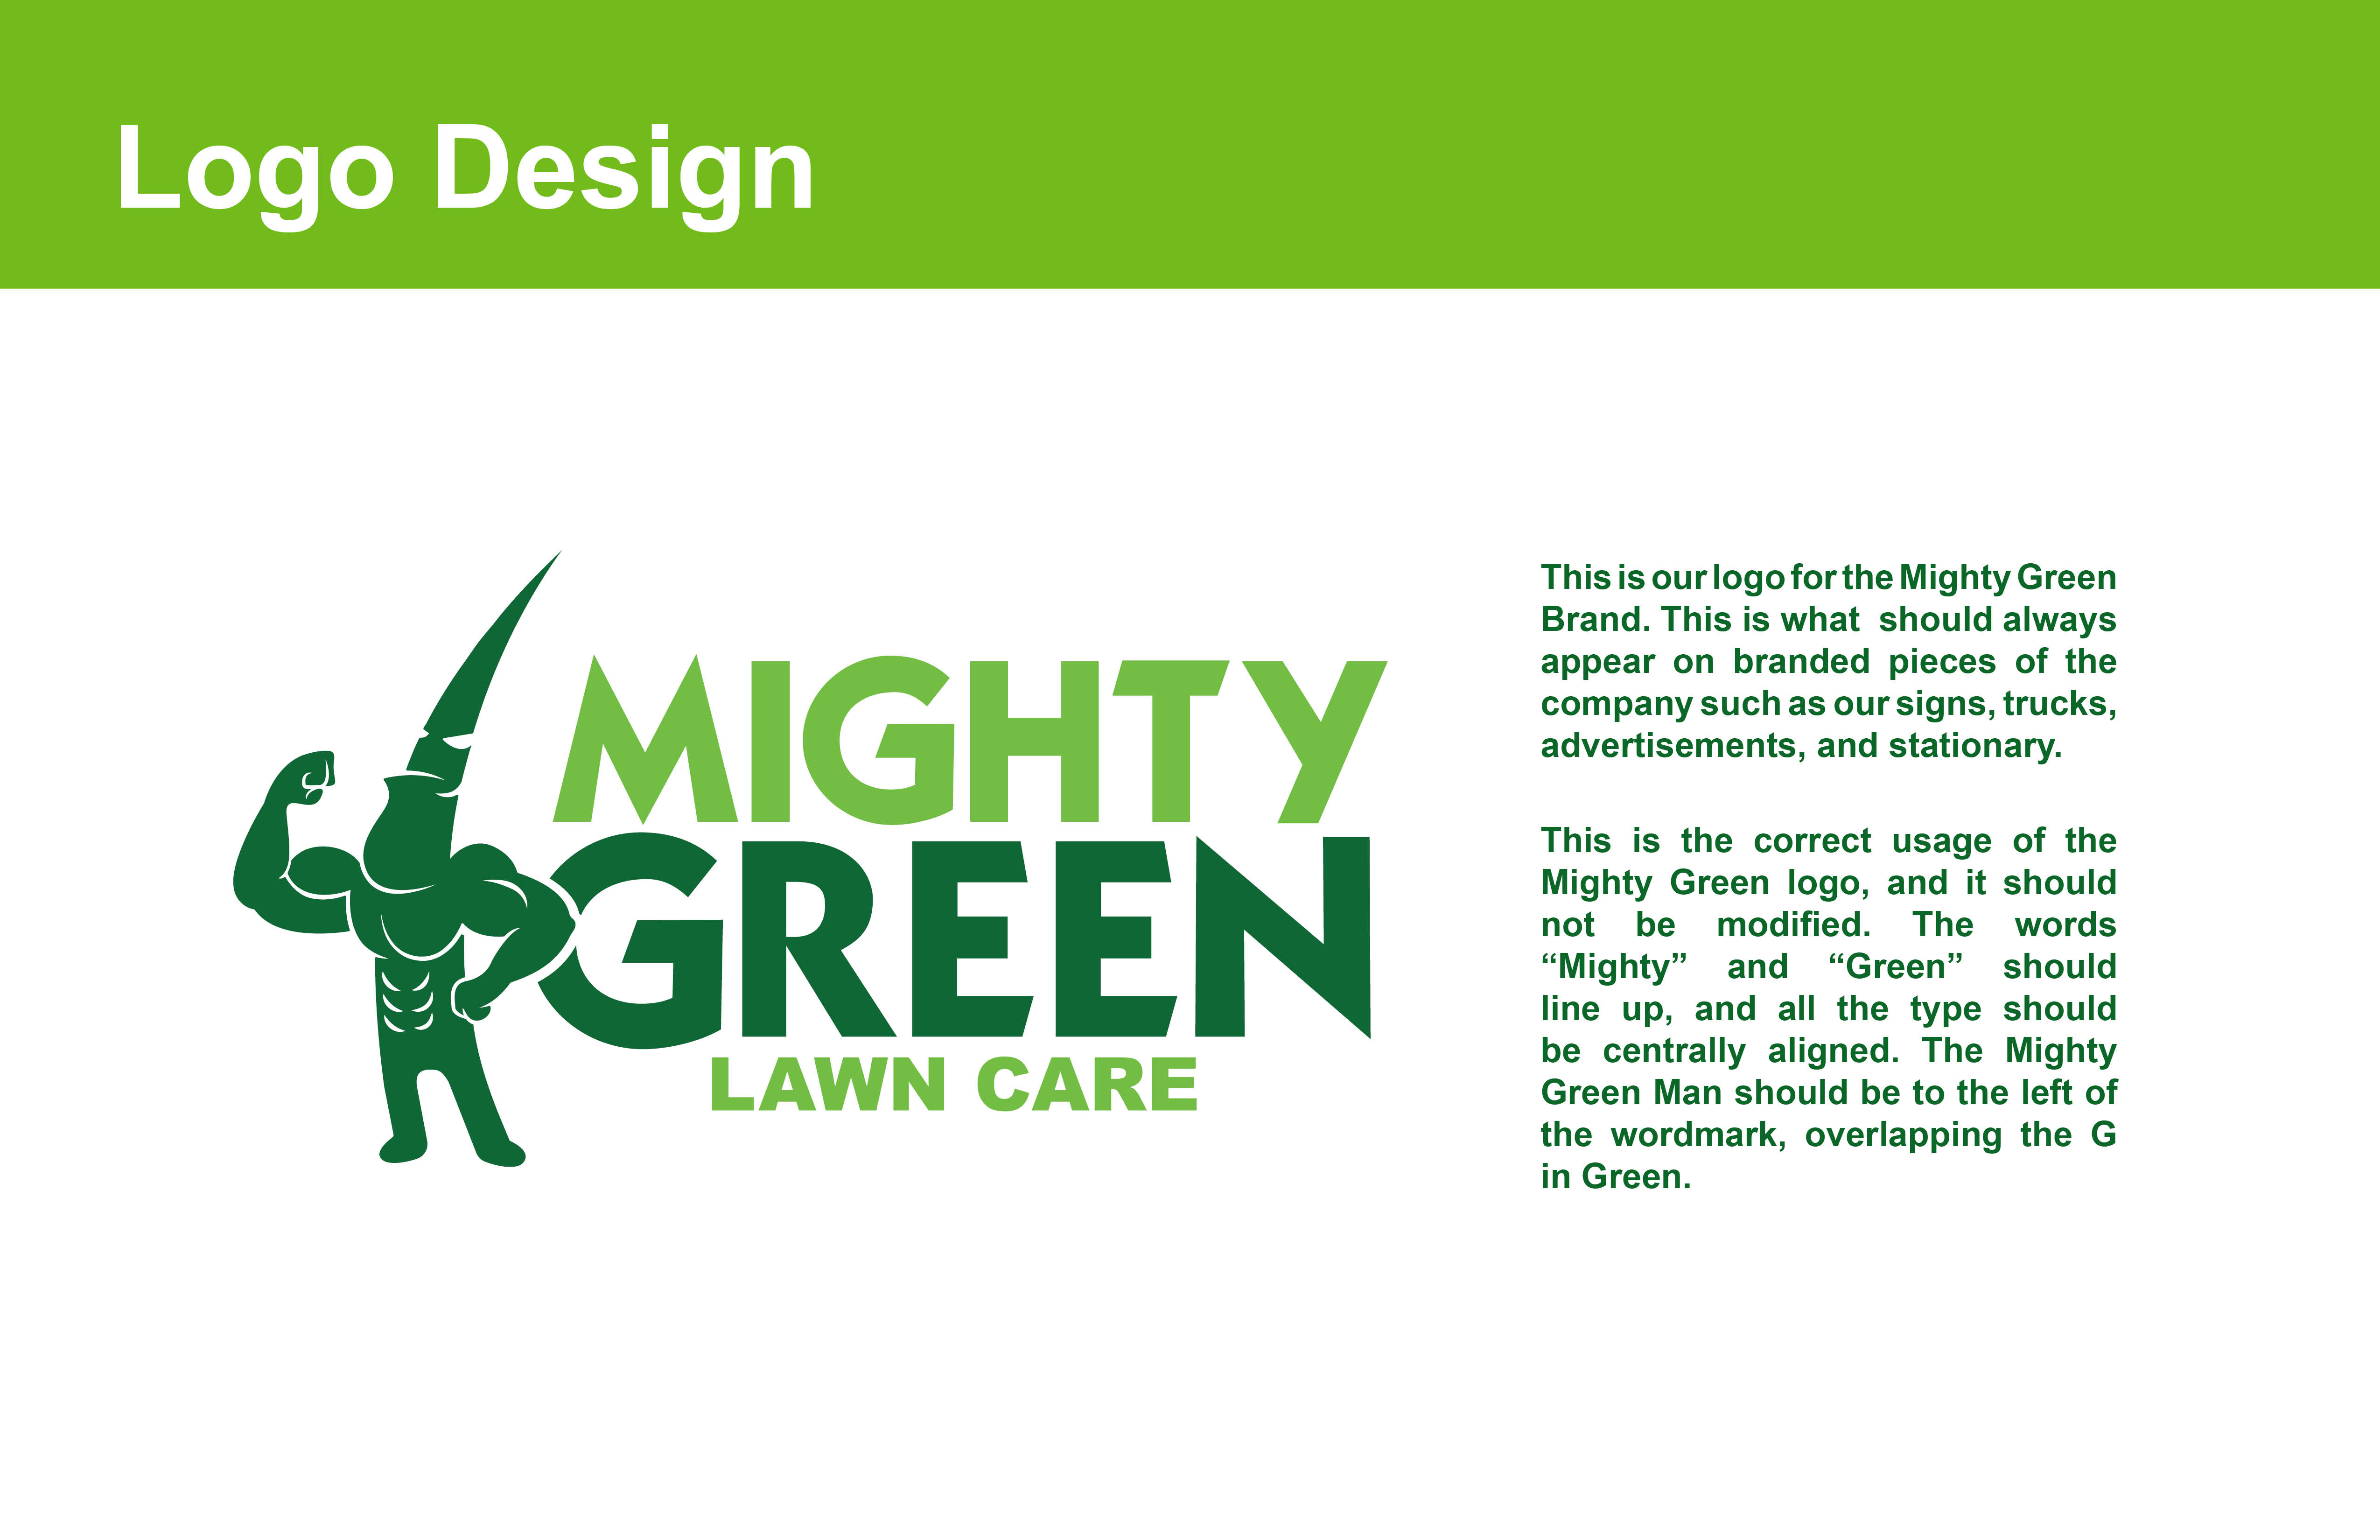 Logo Design
MIGHTY
GREEN
LAWN CARE
This is our logo for the Mighty Green
Brand. This is what should always
appear on branded pieces of the
company such as our signs, trucks,
advertisements, and stationary.
This is the correct usage of the
Mighty Green logo, and it should
not be modified. The words
“Mighty” and “Green” should
line up, and all the type should
be centrally aligned. The Mighty
Green Man should be to the left of
the wordmark, overlapping the G
in Green.